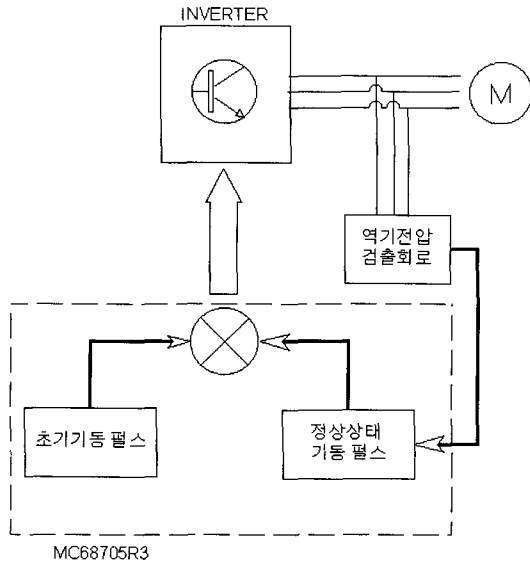 INVERTER
M
역기전압
검출회로
초기기동 펄스
정상상태
기동 펄스
MC68705R3